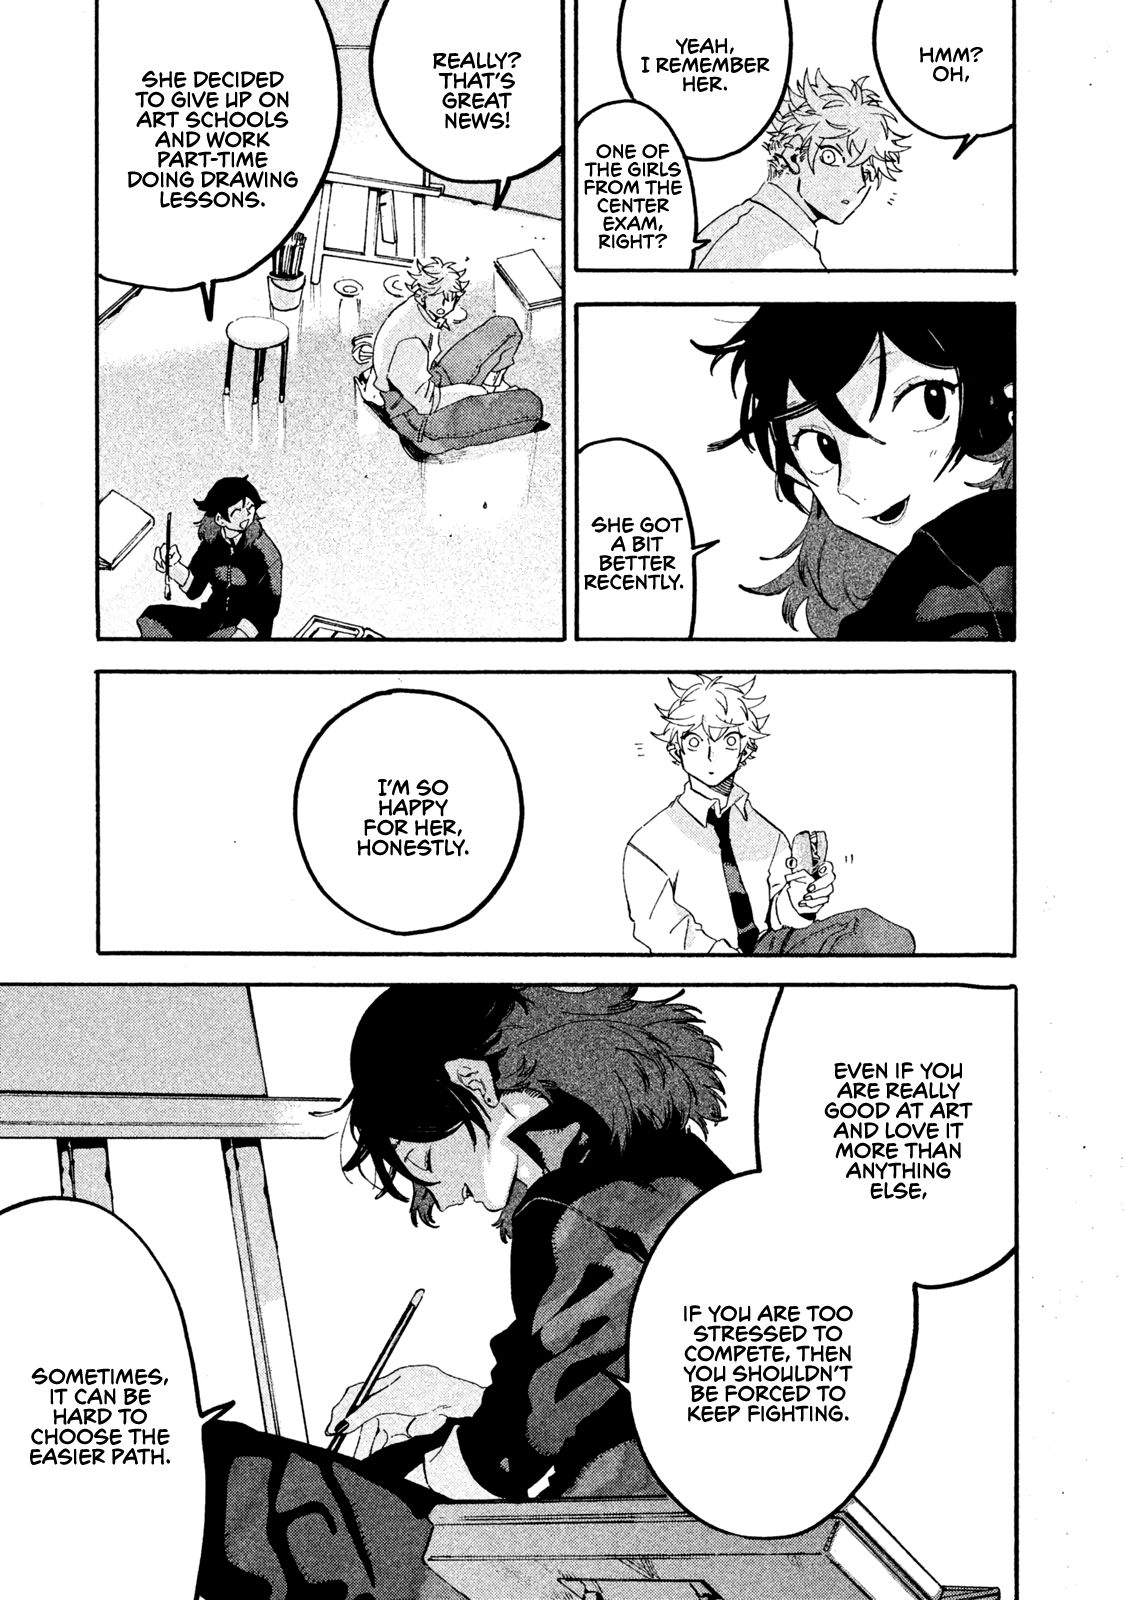 HMM?
OH,
YEAH,
I REMEMBER
HER.
ONE OF
THE GIRLS
FROM THE
CENTER
EXAM,
RIGHT?
SHE GOT
A BIT
BETTER
RECENTLY.
REALLY?
THAT'S
GREAT
NEWS!
SHE DECIDED
TO GIVE UP ON
ART SCHOOLS
AND WORK
PART-TIME
DOING DRAWING
LESSONS.
I'M SO
HAPPY
FOR HER,
HONESTLY.
EVEN IF YOU
ARE REALLY
GOOD AT ART
AND LOVE IT
MORE THAN
ANYTHING
ELSE,
IF YOU ARE TOO
STRESSED TO
COMPETE, THEN
YOU SHOULDN'T
BE FORCED TO
KEEP FIGHTING.
SOMETIMES,
IT CAN BE
HARD TO
CHOOSE THE
EASIER PATH.